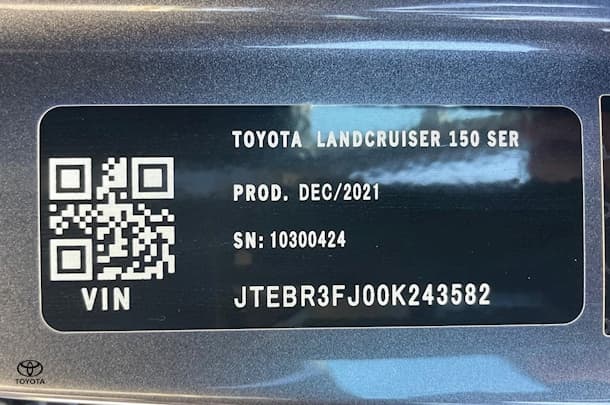 TOYOTA LANDCRUISER 150 SER
PROD. DEC/2021
SN: 10300424
VIN
JTEBR3FJ00K243582
TOYOTA